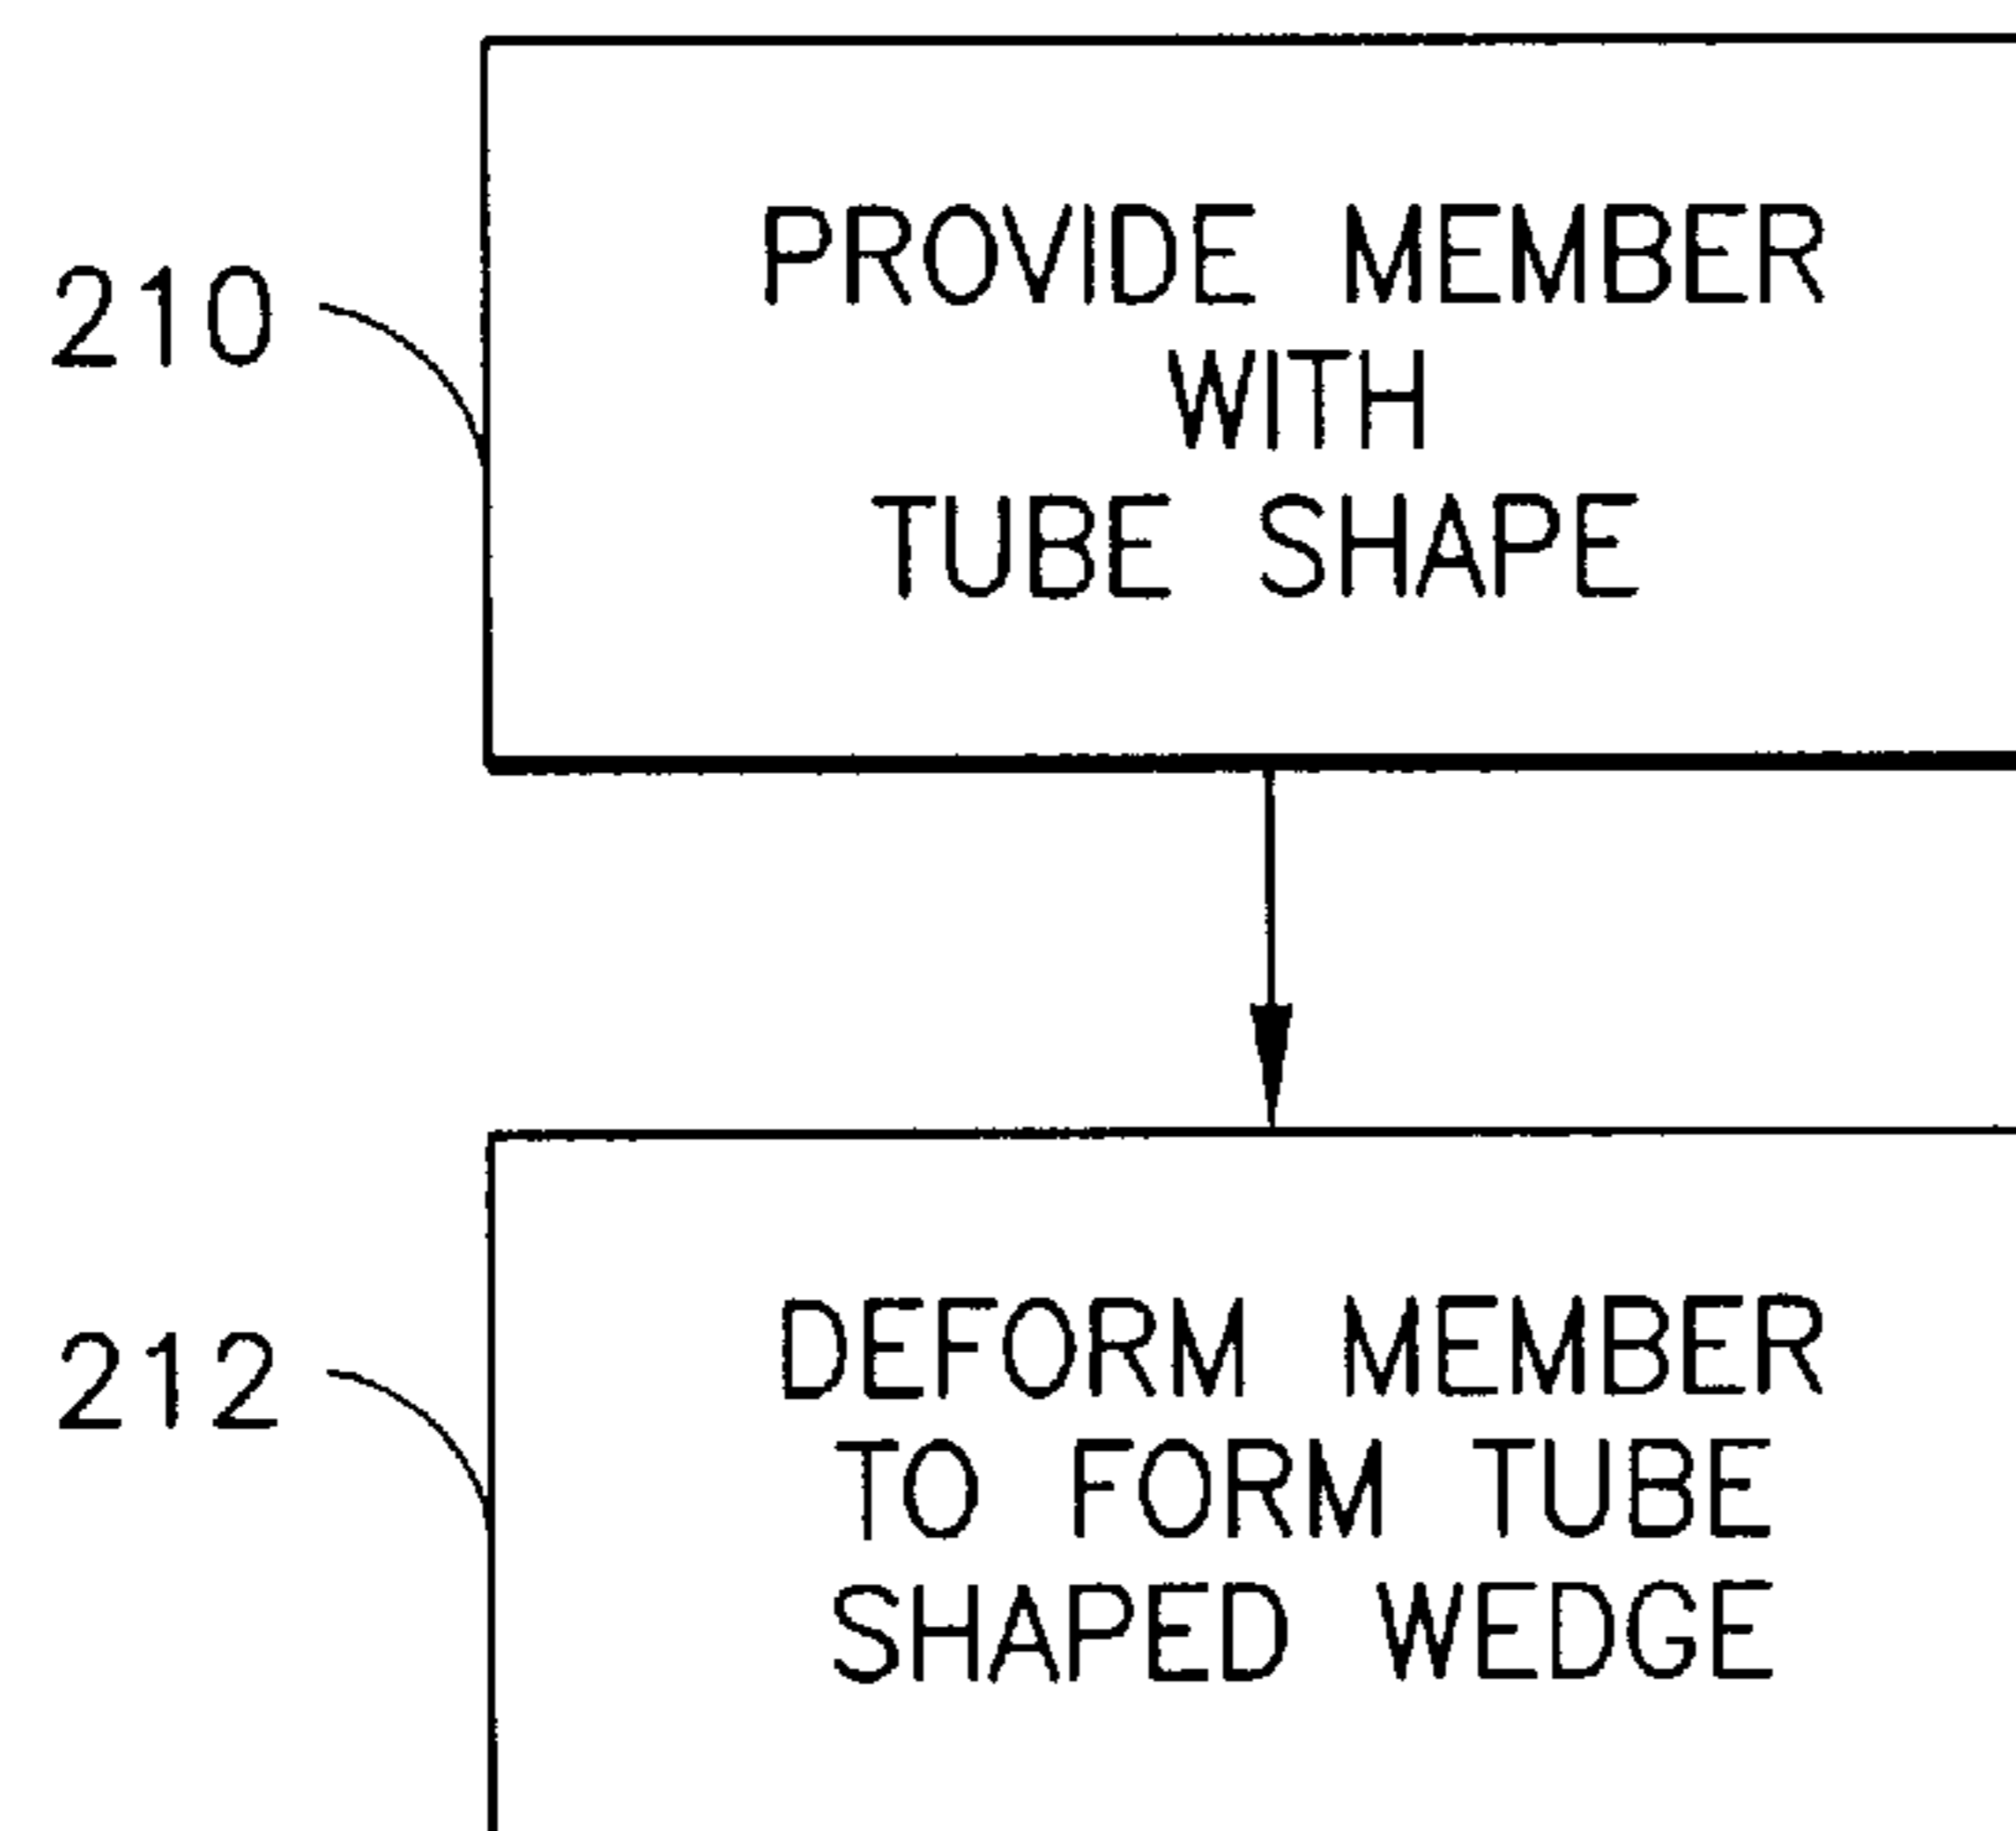 210
PROVIDE MEMBER
WITH
TUBE SHAPE
212
DEFORM MEMBER
TO FORM TUBE
SHAPED WEDGE